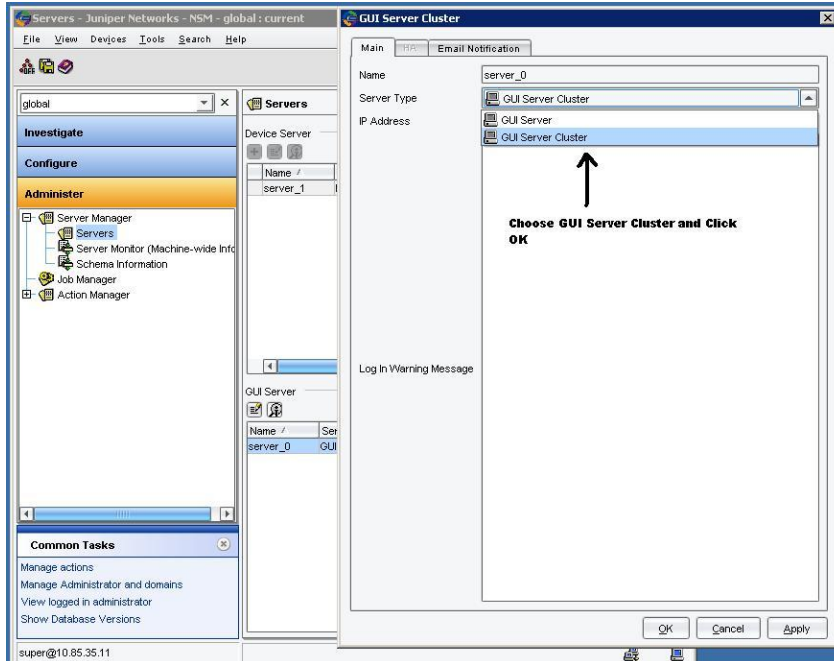 Servers - Juniper Networks - NSM - global : current
File View Devices Tools Search Help
OFF
global
Investigate
Configure
Administer
Server Manager
Servers
Server Monitor (Machine-wide Info
Schema Information
Job Manager
Action Manager
Common Tasks
Manage actions
Manage Administrator and domains
View logged in administrator
Show Database Versions
super@10.85.35.11
Servers
Device Server
Name /
server_1
GUI Server
Name / Ser
server_0 GUI
GUI Server Cluster
Main HA Email Notification
Name server_0
Server Type GUI Server Cluster
IP Address
GUI Server
GUI Server Cluster
Choose GUI Server Cluster and Click
OK
Log In Warning Message
OK Cancel Apply